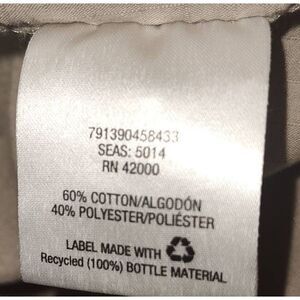 791390458433
SEAS: 5014
RN 42000
60% COTTON/ALGODÓN
40% POLYESTER/POLIÉSTER
LABEL MADE WITH
Recycled (100%) BOTTLE MATERIAL